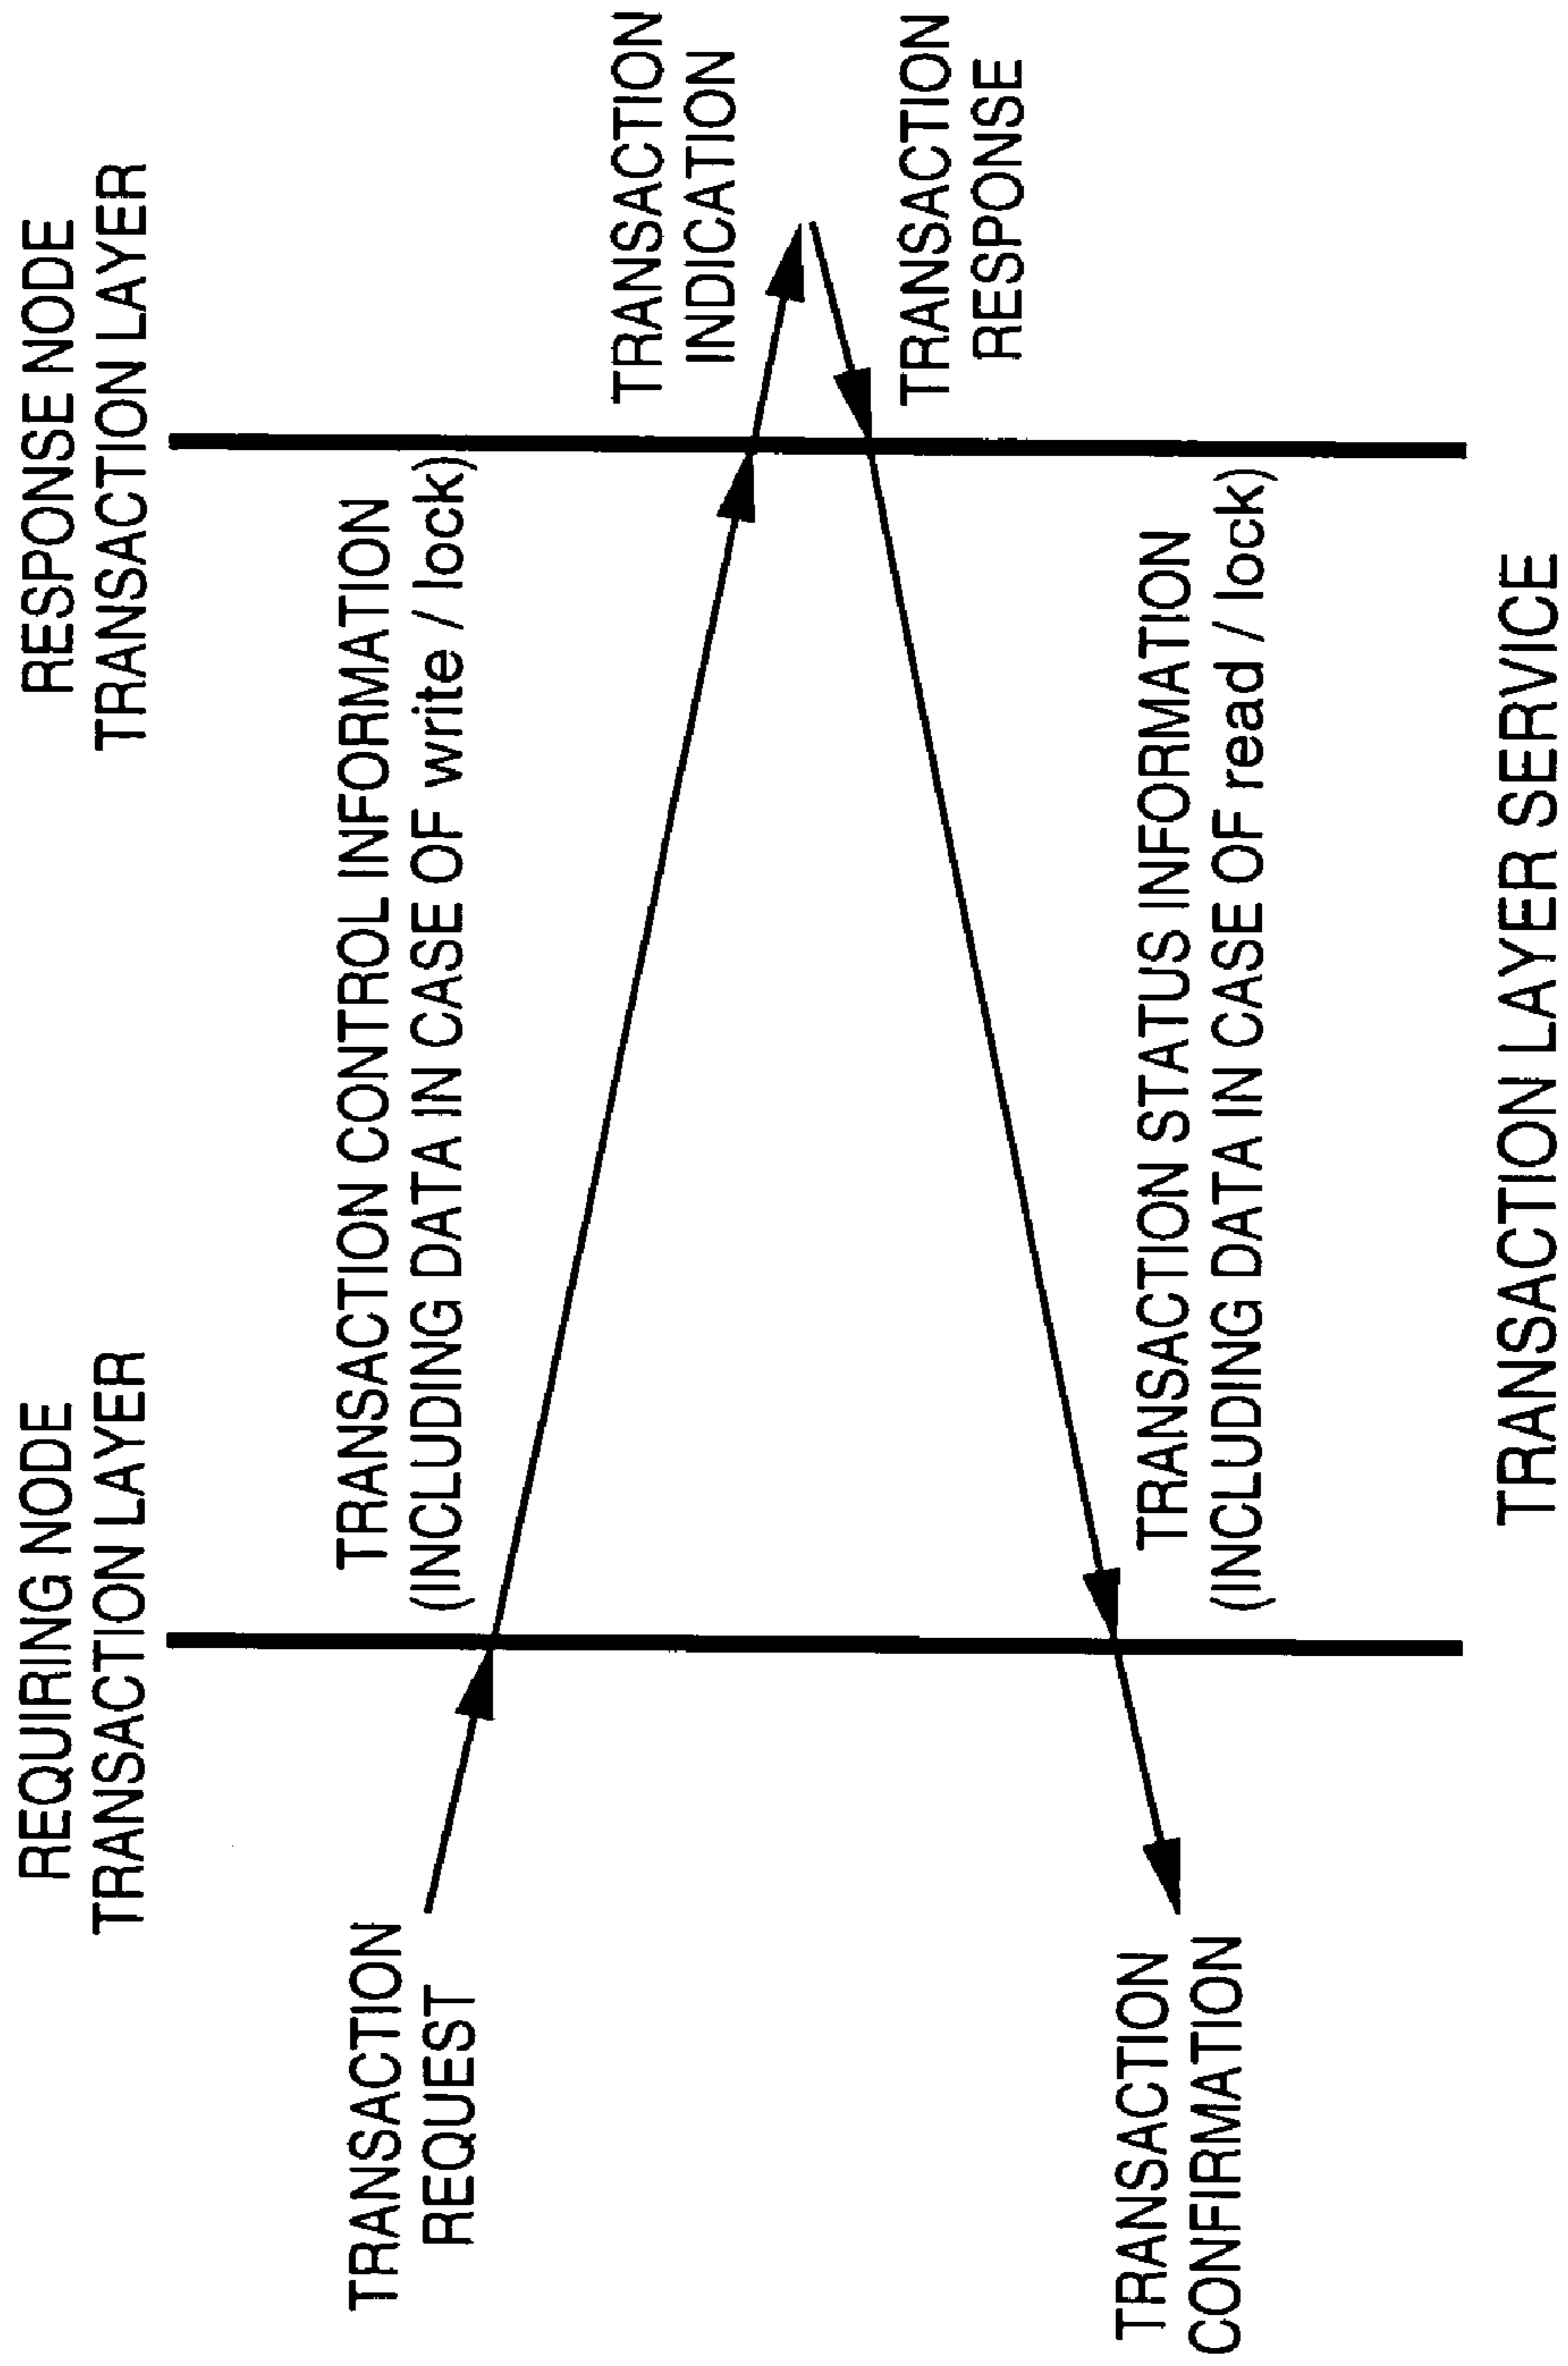 REQUIRING NODE
TRANSACTION LAYER
RESPONSE NODE
TRANSACTION LAYER
TRANSACTION
REQUEST
TRANSACTION CONTROL INFORMATION
(INCLUDING DATA IN CASE OF write / lock)
TRANSACTION
INDICATION
TRANSACTION
RESPONSE
TRANSACTION
CONFIRMATION
TRANSACTION STATUS INFORMATION
(INCLUDING DATA IN CASE OF read / lock)
TRANSACTION LAYER SERVICE